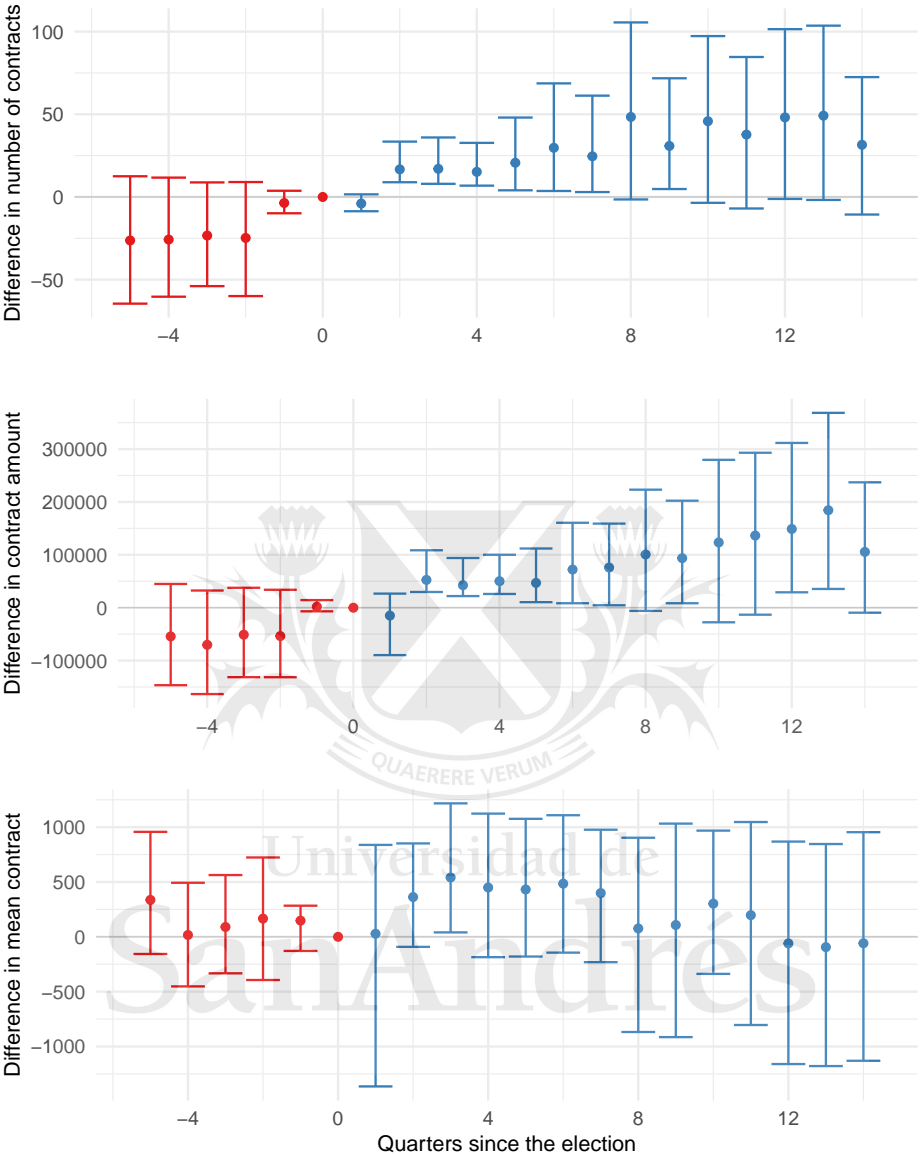 Difference in number of contracts
100
50
0
−50
−4 0 4 8 12
Difference in contract amount
300000
200000
100000
0
−100000
−4 0 4 8 12
QUAERERE VERUM
Difference in mean contract
1000
500
0
−500
−1000
Universidad de
SanAndrés
−4 0 4 8 12
Quarters since the election